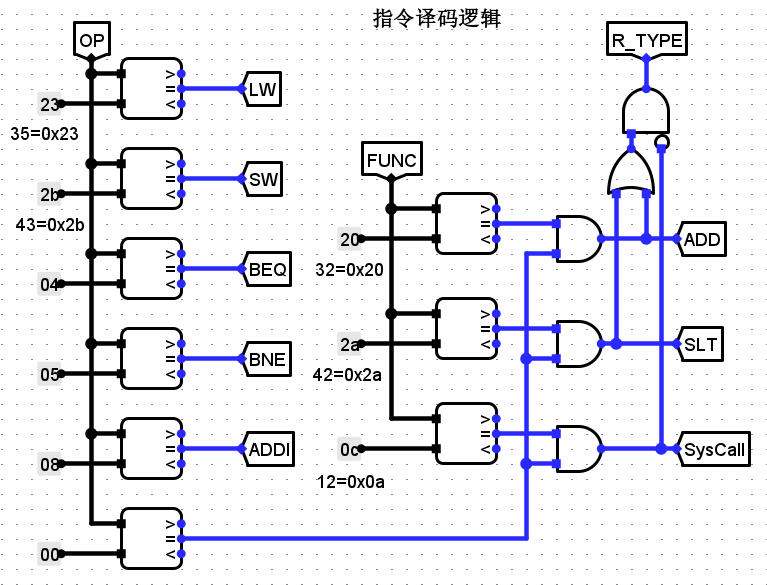 指令译码逻辑
OP
R_TYPE
> = <
LW
23
35=0x23
> = <
SW
2b
43=0x2b
FUNC
> = <
20
32=0x20
ADD
> = <
BEQ
04
> = <
2a
42=0x2a
SLT
> = <
BNE
05
> = <
0c
12=0x0a
SysCall
> = <
ADDI
08
> = <
00